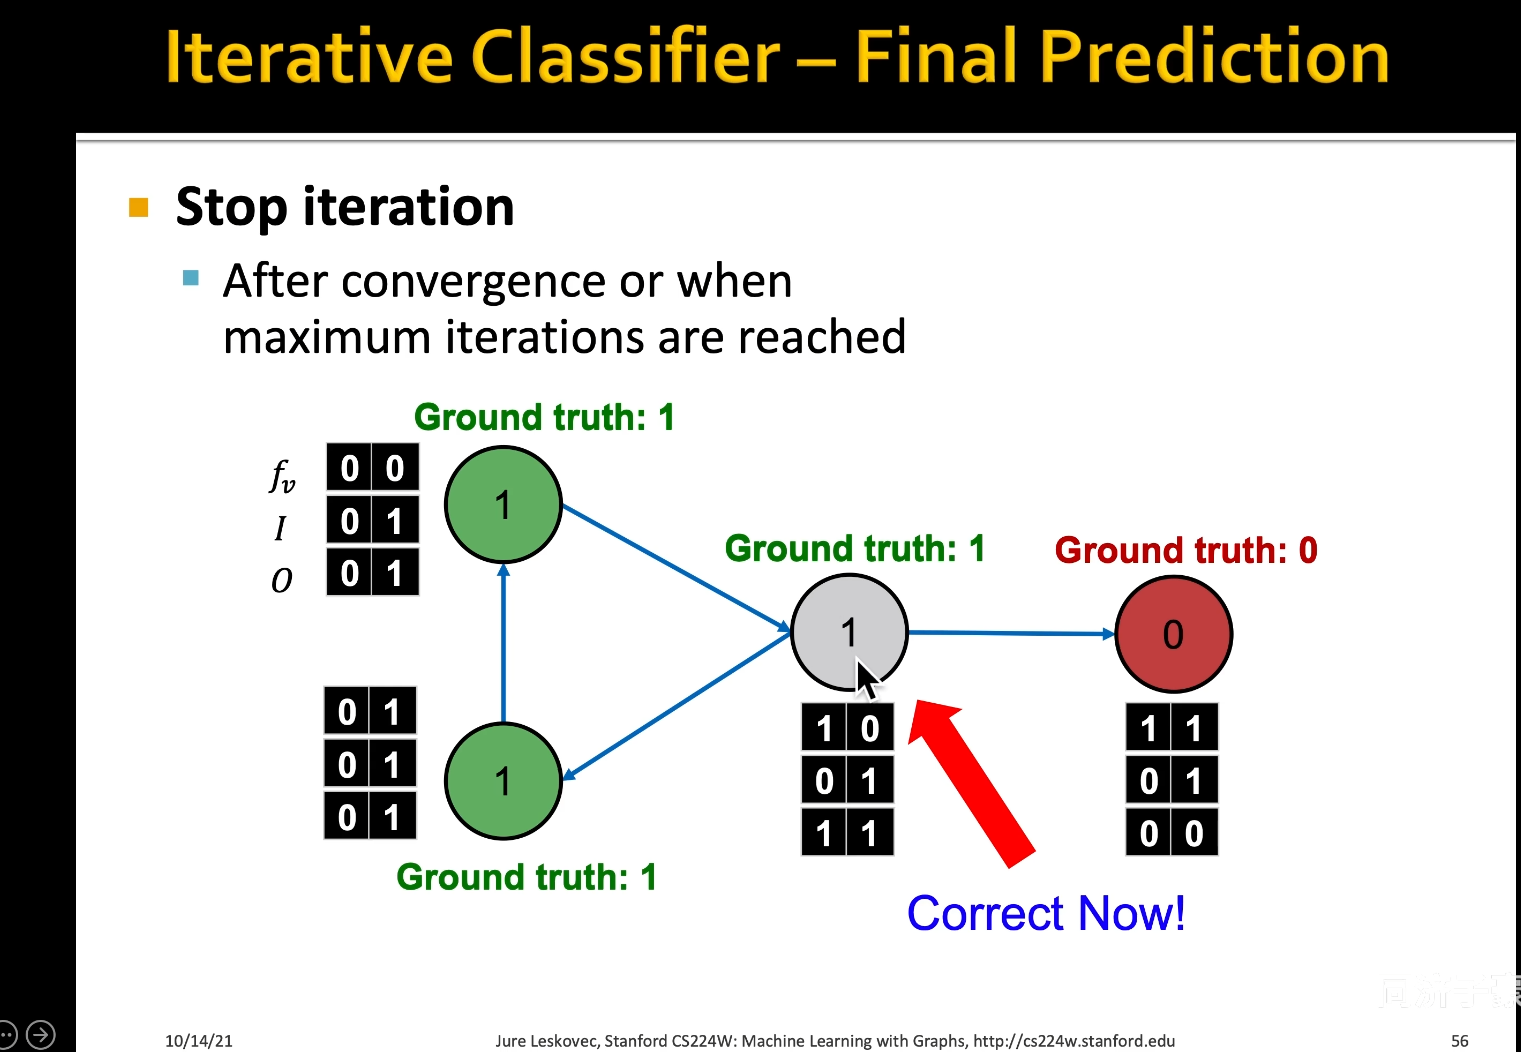 Iterative Classifier – Final Prediction
Stop iteration
After convergence or when
maximum iterations are reached
Ground truth: 1
f_v 0 0
I 0 1
O 0 1
1
Ground truth: 1
1
Ground truth: 0
0
0 1
0 1
0 1
1
Ground truth: 1
1 0
0 1
1 1
1 1
0 1
0 0
Correct Now!
10/14/21
Jure Leskovec, Stanford CS224W: Machine Learning with Graphs, http://cs224w.stanford.edu
56